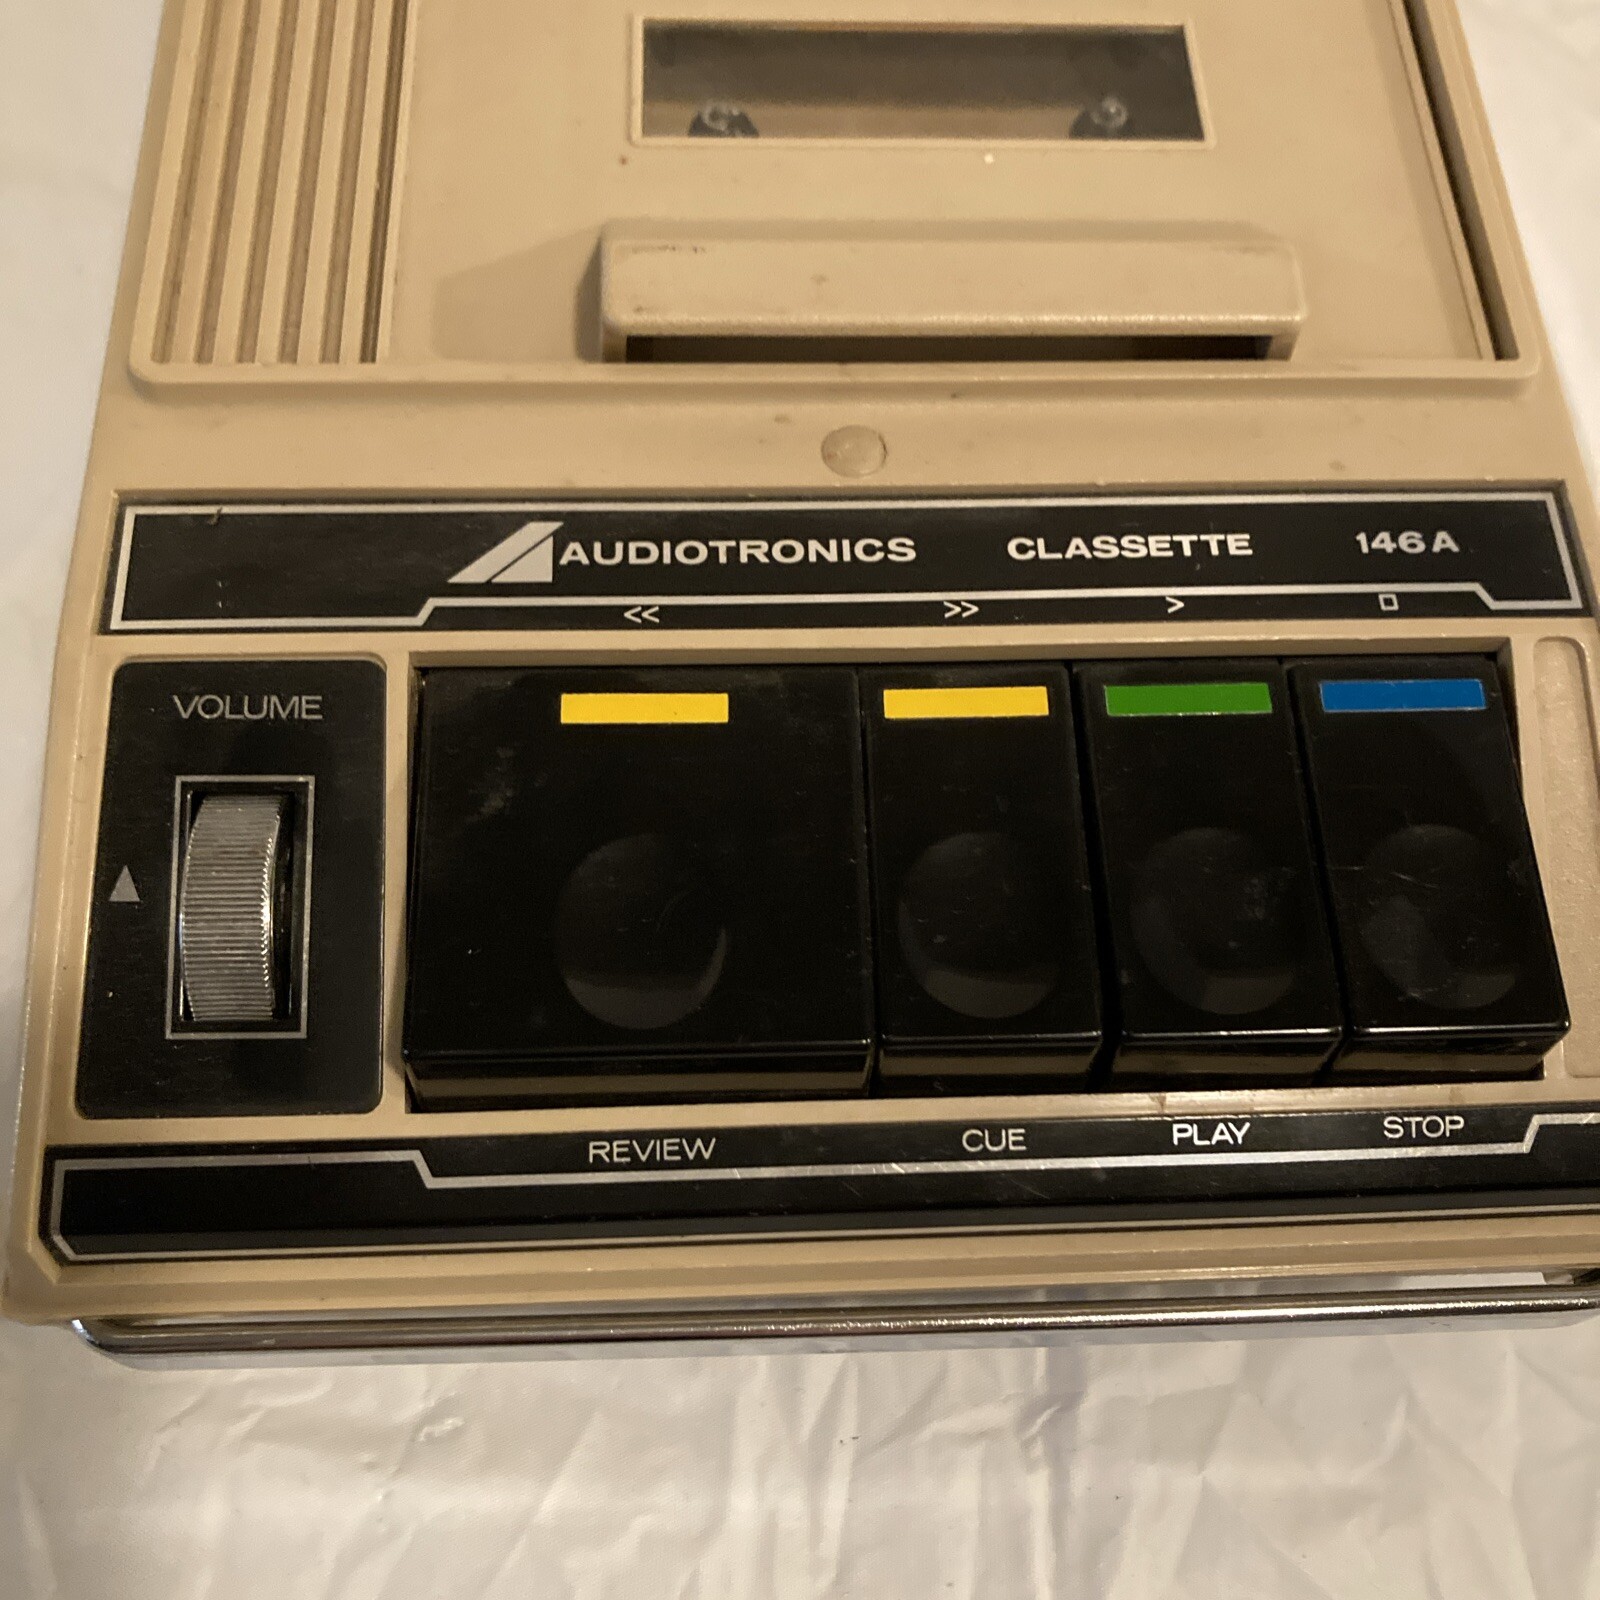 AUDIOTRONICS CLASSETTE 146A
<< >> > □
VOLUME
REVIEW CUE PLAY STOP